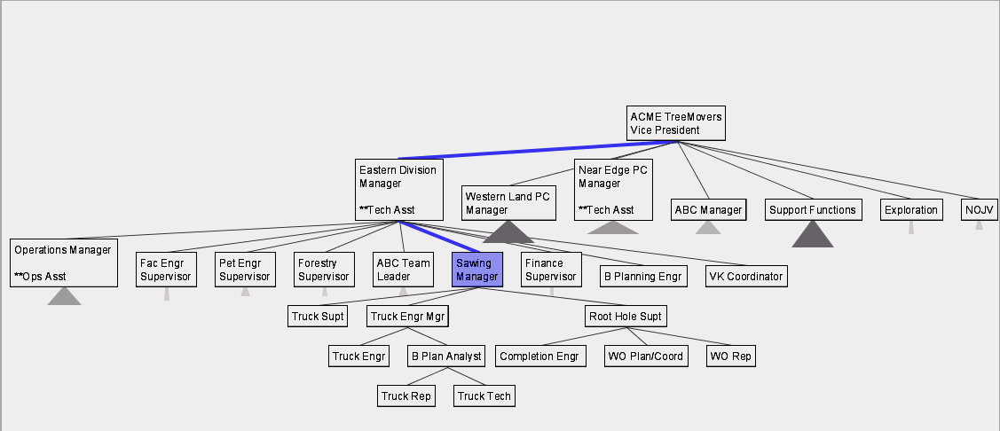 ACME TreeMovers
Vice President
Eastern Division
Manager
**Tech Asst
Western Land PC
Manager
Near Edge PC
Manager
**Tech Asst
ABC Manager
Support Functions
Exploration
NOJV
Operations Manager
**Ops Asst
Fac Engr
Supervisor
Pet Engr
Supervisor
Forestry
Supervisor
ABC Team
Leader
Sawing
Manager
Finance
Supervisor
B Planning Engr
VK Coordinator
Truck Supt
Truck Engr Mgr
Root Hole Supt
Truck Engr
B Plan Analyst
Completion Engr
WO Plan/Coord
WO Rep
Truck Rep
Truck Tech